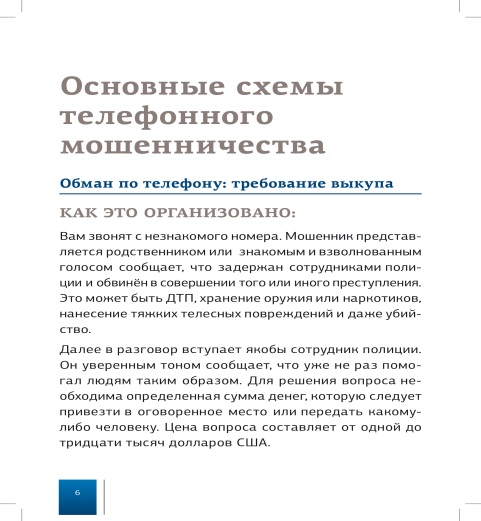 Основные схемы
телефонного
мошенничества
Обман по телефону: требование выкупа
КАК ЭТО ОРГАНИЗОВАНО:
Вам звонят с незнакомого номера. Мошенник представ-
ляется родственником или знакомым и взволнованным
голосом сообщает, что задержан сотрудниками поли-
ции и обвинён в совершении того или иного преступления.
Это может быть ДТП, хранение оружия или наркотиков,
нанесение тяжких телесных повреждений и даже убий-
ство.
Далее в разговор вступает якобы сотрудник полиции.
Он уверенным тоном сообщает, что уже не раз помо-
гал людям таким образом. Для решения вопроса не-
обходима определенная сумма денег, которую следует
привезти в оговоренное место или передать какому-
либо человеку. Цена вопроса составляет от одной до
тридцати тысяч долларов США.
6